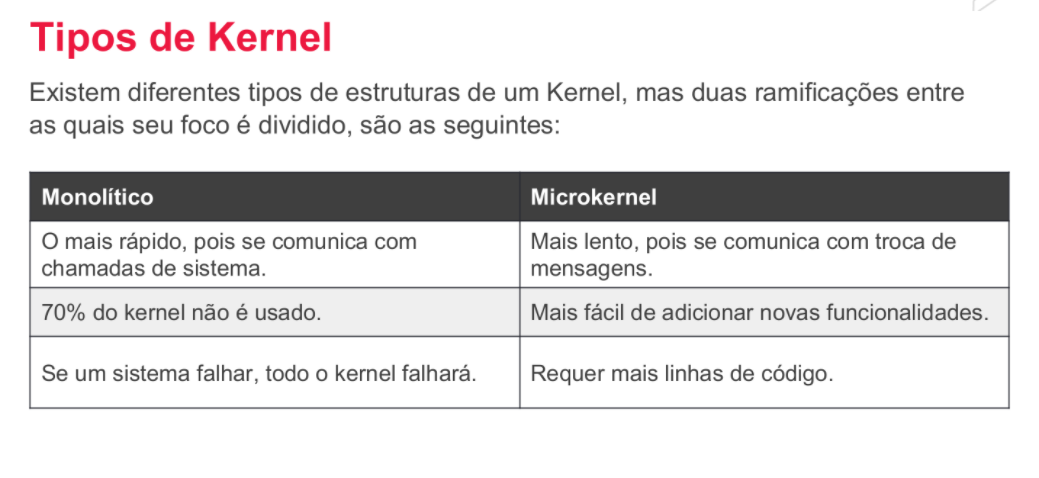 Tipos de Kernel
Existem diferentes tipos de estruturas de um Kernel, mas duas ramificações entre
as quais seu foco é dividido, são as seguintes:
Monolítico
Microkernel
O mais rápido, pois se comunica com
chamadas de sistema.
Mais lento, pois se comunica com troca de
mensagens.
70% do kernel não é usado.
Mais fácil de adicionar novas funcionalidades.
Se um sistema falhar, todo o kernel falhará.
Requer mais linhas de código.